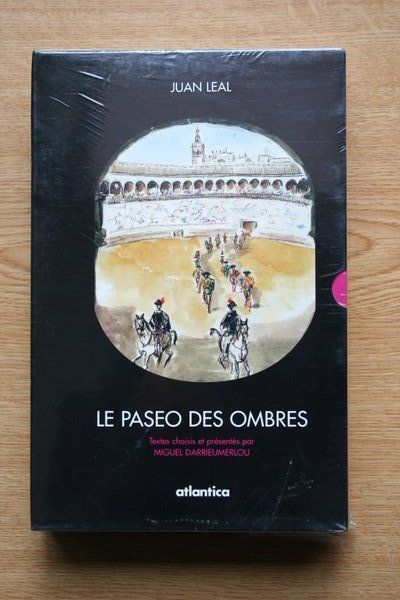 JUAN LEAL
LE PASEO DES OMBRES
Textes choisis et présentés par
MIGUEL DARRIEUMERLOU
atlantica